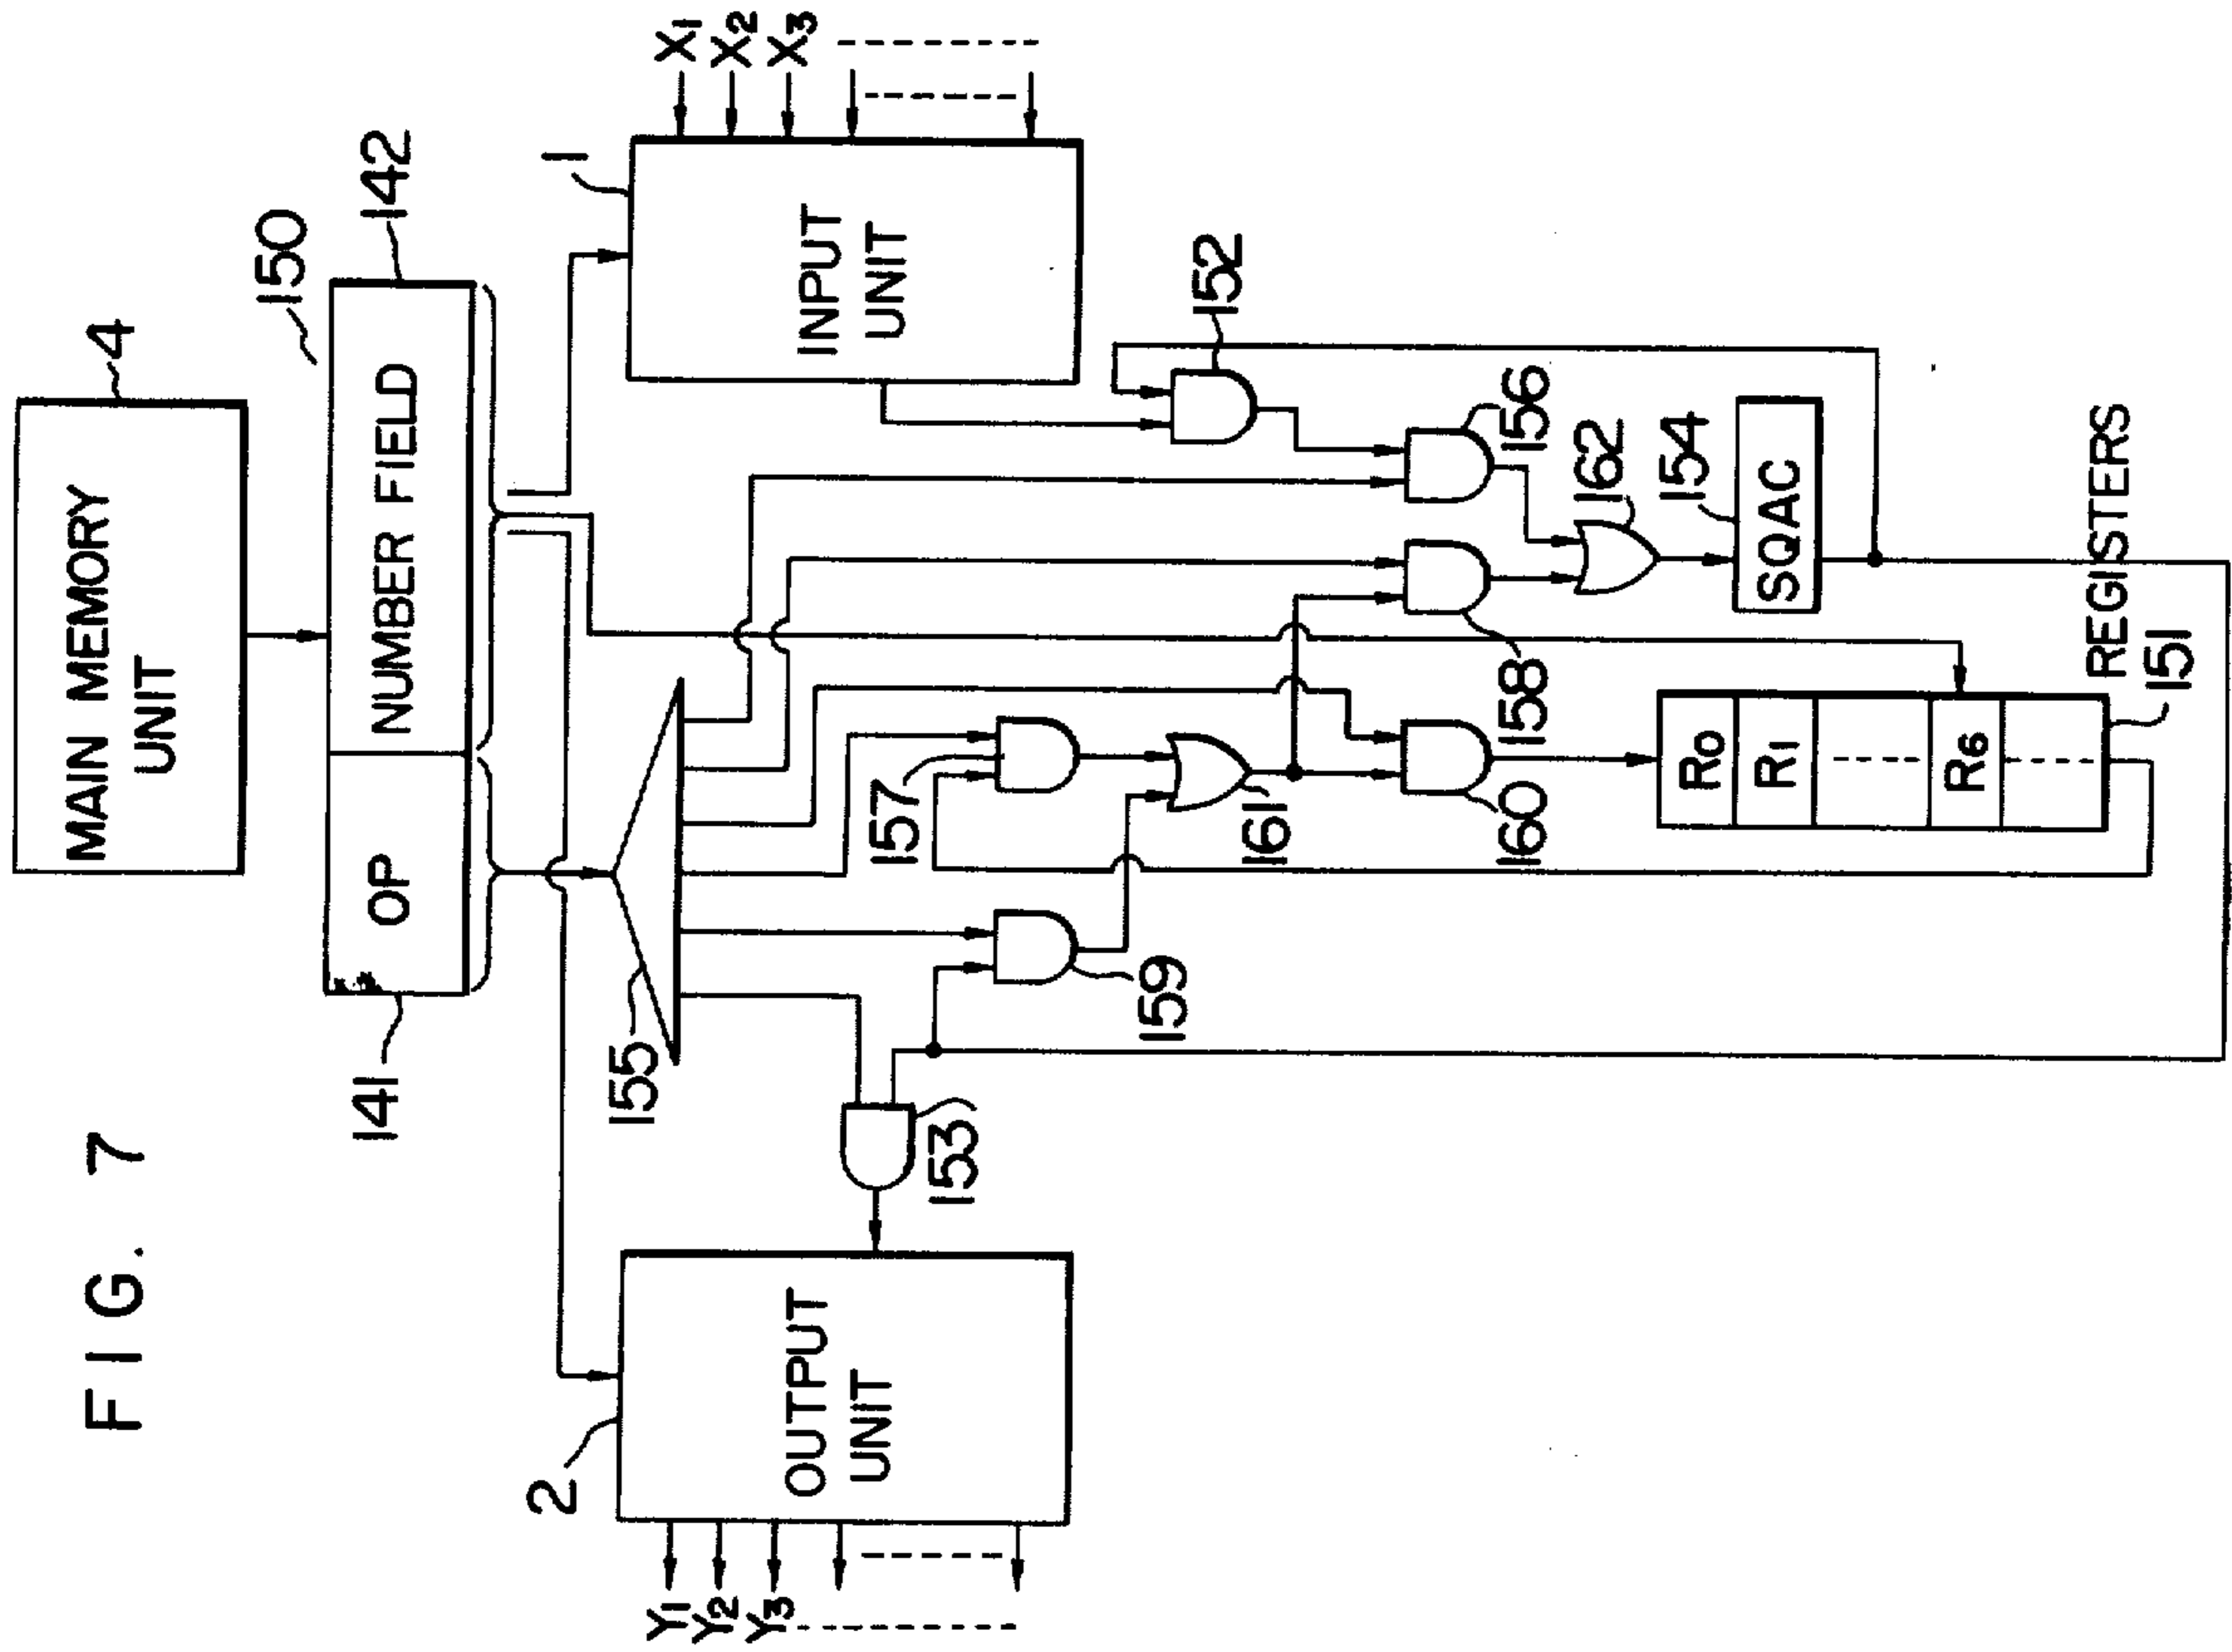 FIG. 7
MAIN MEMORY
UNIT
4
150
141
OP
NUMBER FIELD
142
2
OUTPUT
UNIT
Y1
Y2
Y3
155
1
INPUT
UNIT
X1
X2
X3
153
157
159
161
152
160
158
156
162
154
SQAC
R0
R1
R6
REGISTERS
151